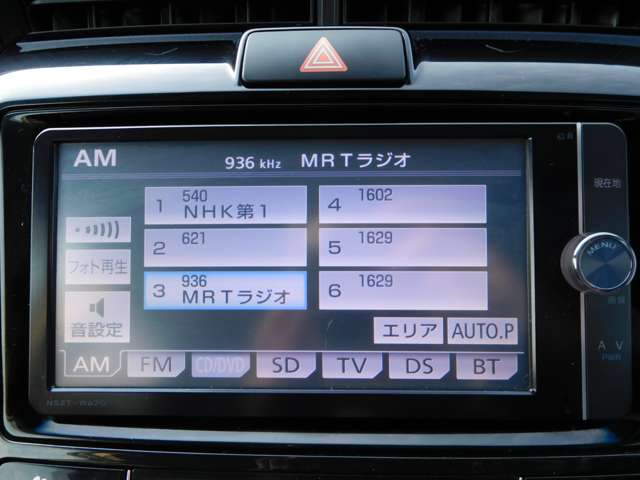 AM
936 kHz MRTラジオ
1 540 NHK第1
4 1602
2 621
5 1629
3 936 MRTラジオ
6 1629
フォト再生
音設定
エリア AUTO.P
AM FM CD/DVD SD TV DS BT
現在地
MENU
A V
PWR